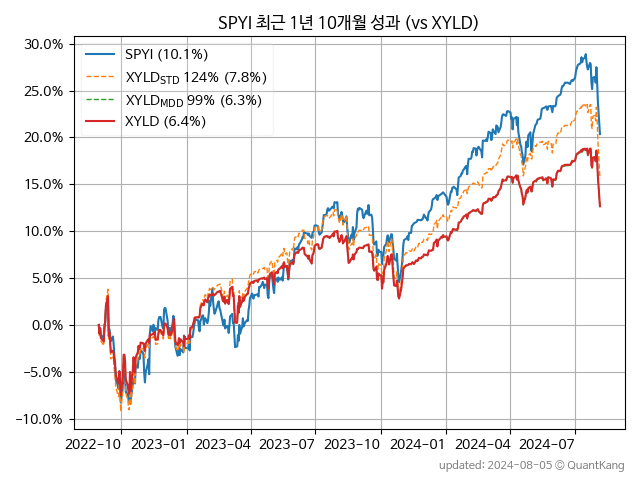 SPYI 최근 1년 10개월 성과 (vs XYLD)
30.0%
25.0%
20.0%
15.0%
10.0%
5.0%
0.0%
−5.0%
−10.0%
SPYI (10.1%)
XYLD_STD 124% (7.8%)
XYLD_MDD 99% (6.3%)
XYLD (6.4%)
2022-10 2023-01 2023-04 2023-07 2023-10 2024-01 2024-04 2024-07
updated: 2024-08-05 © QuantKang